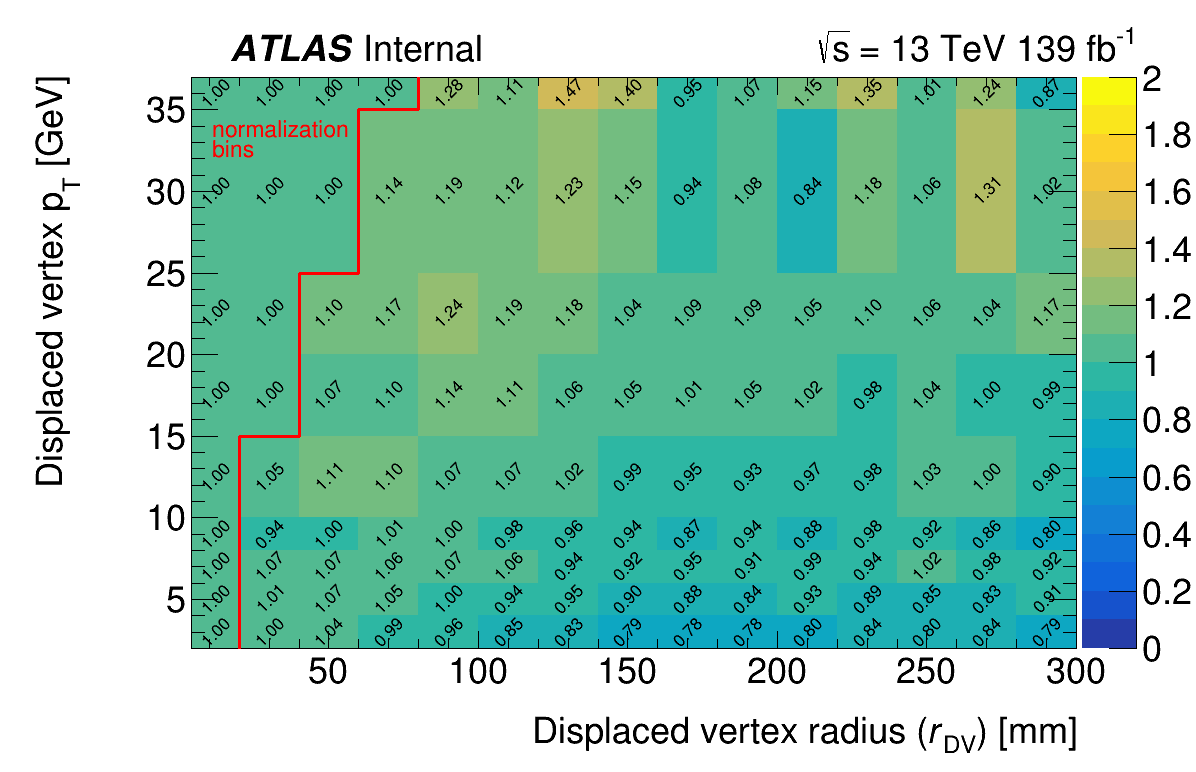 ATLAS Internal
√s = 13 TeV 139 fb-1
Displaced vertex pT [GeV]
normalization
bins
35
30
25
20
15
10
5
1.00 1.00 1.00 1.00 1.28 1.11 1.47 1.40 0.95 1.07 1.15 1.35 1.01 1.24 0.87
1.00 1.00 1.00 1.14 1.19 1.12 1.23 1.15 0.94 1.08 0.84 1.18 1.06 1.31 1.02
1.00 1.00 1.10 1.17 1.24 1.19 1.18 1.04 1.09 1.09 1.05 1.10 1.06 1.04 1.17
1.00 1.00 1.07 1.10 1.14 1.11 1.06 1.05 1.01 1.05 1.02 0.98 1.04 1.00 0.99
1.00 1.05 1.11 1.10 1.07 1.07 1.02 0.99 0.95 0.93 0.97 0.98 1.03 1.00 0.90
1.00 0.94 1.00 1.01 1.00 0.98 0.96 0.94 0.87 0.94 0.88 0.98 0.92 0.86 0.80
1.00 1.07 1.07 1.06 1.07 1.06 0.94 0.92 0.95 0.91 0.99 0.94 1.02 0.98 0.92
1.00 1.01 1.07 1.05 1.00 0.94 0.95 0.90 0.88 0.84 0.93 0.89 0.85 0.83 0.91
1.00 1.00 1.04 0.99 0.96 0.85 0.83 0.79 0.78 0.78 0.80 0.84 0.80 0.84 0.79
50 100 150 200 250 300
Displaced vertex radius (rDV) [mm]
2
1.8
1.6
1.4
1.2
1
0.8
0.6
0.4
0.2
0